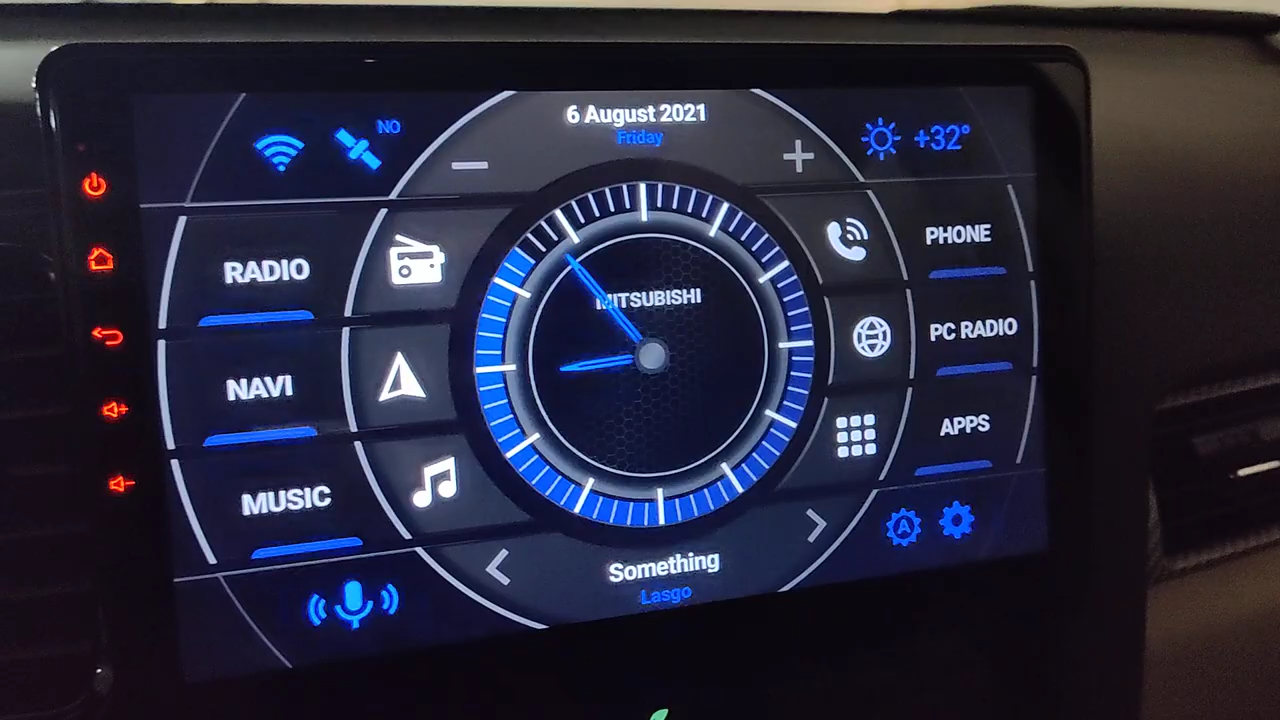 NO
6 August 2021
Friday
+32°
RADIO
PHONE
MITSUBISHI
NAVI
PC RADIO
MUSIC
APPS
A
Something
Lasgo